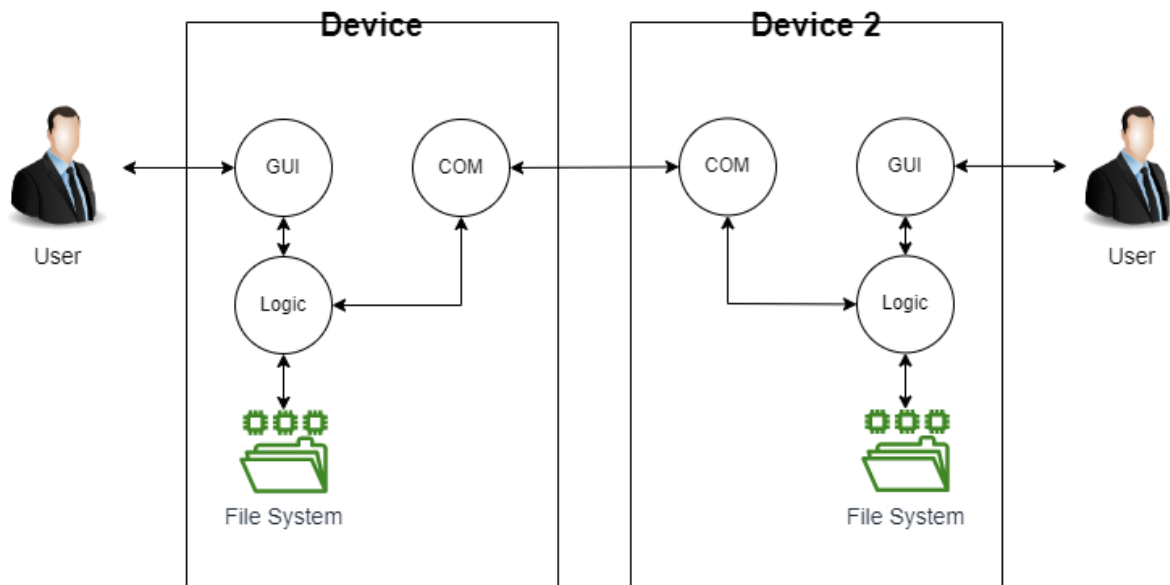 Device
Device 2
GUI
COM
COM
GUI
User
User
Logic
Logic
File System
File System